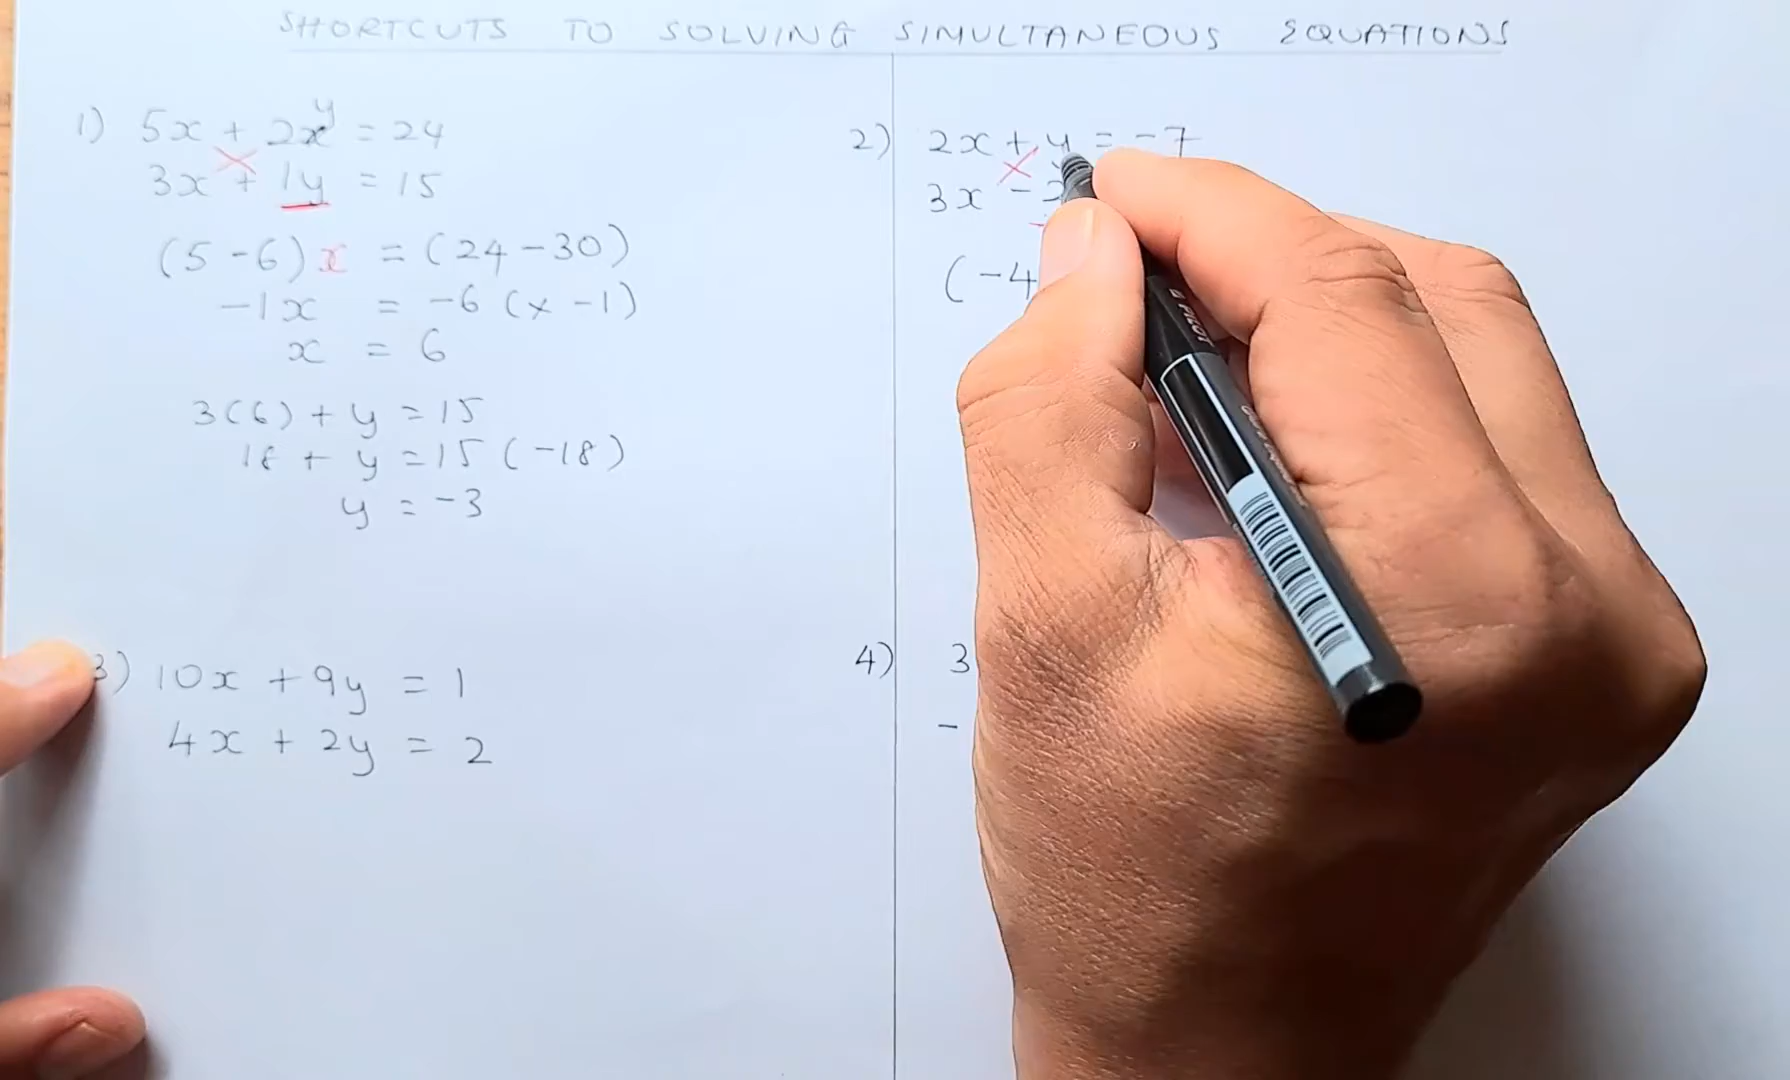 SHORTCUTS TO SOLVING SIMULTANEOUS EQUATIONS
1) 5x + 2y = 24
3x + 1y = 15
(5 - 6)x = (24 - 30)
-1x = -6 (x -1)
x = 6
3(6) + y = 15
18 + y = 15 (-18)
y = -3
2) 2x + y = -7
3x -
(-4
3) 10x + 9y = 1
4x + 2y = 2
4) 3
-
PILOT